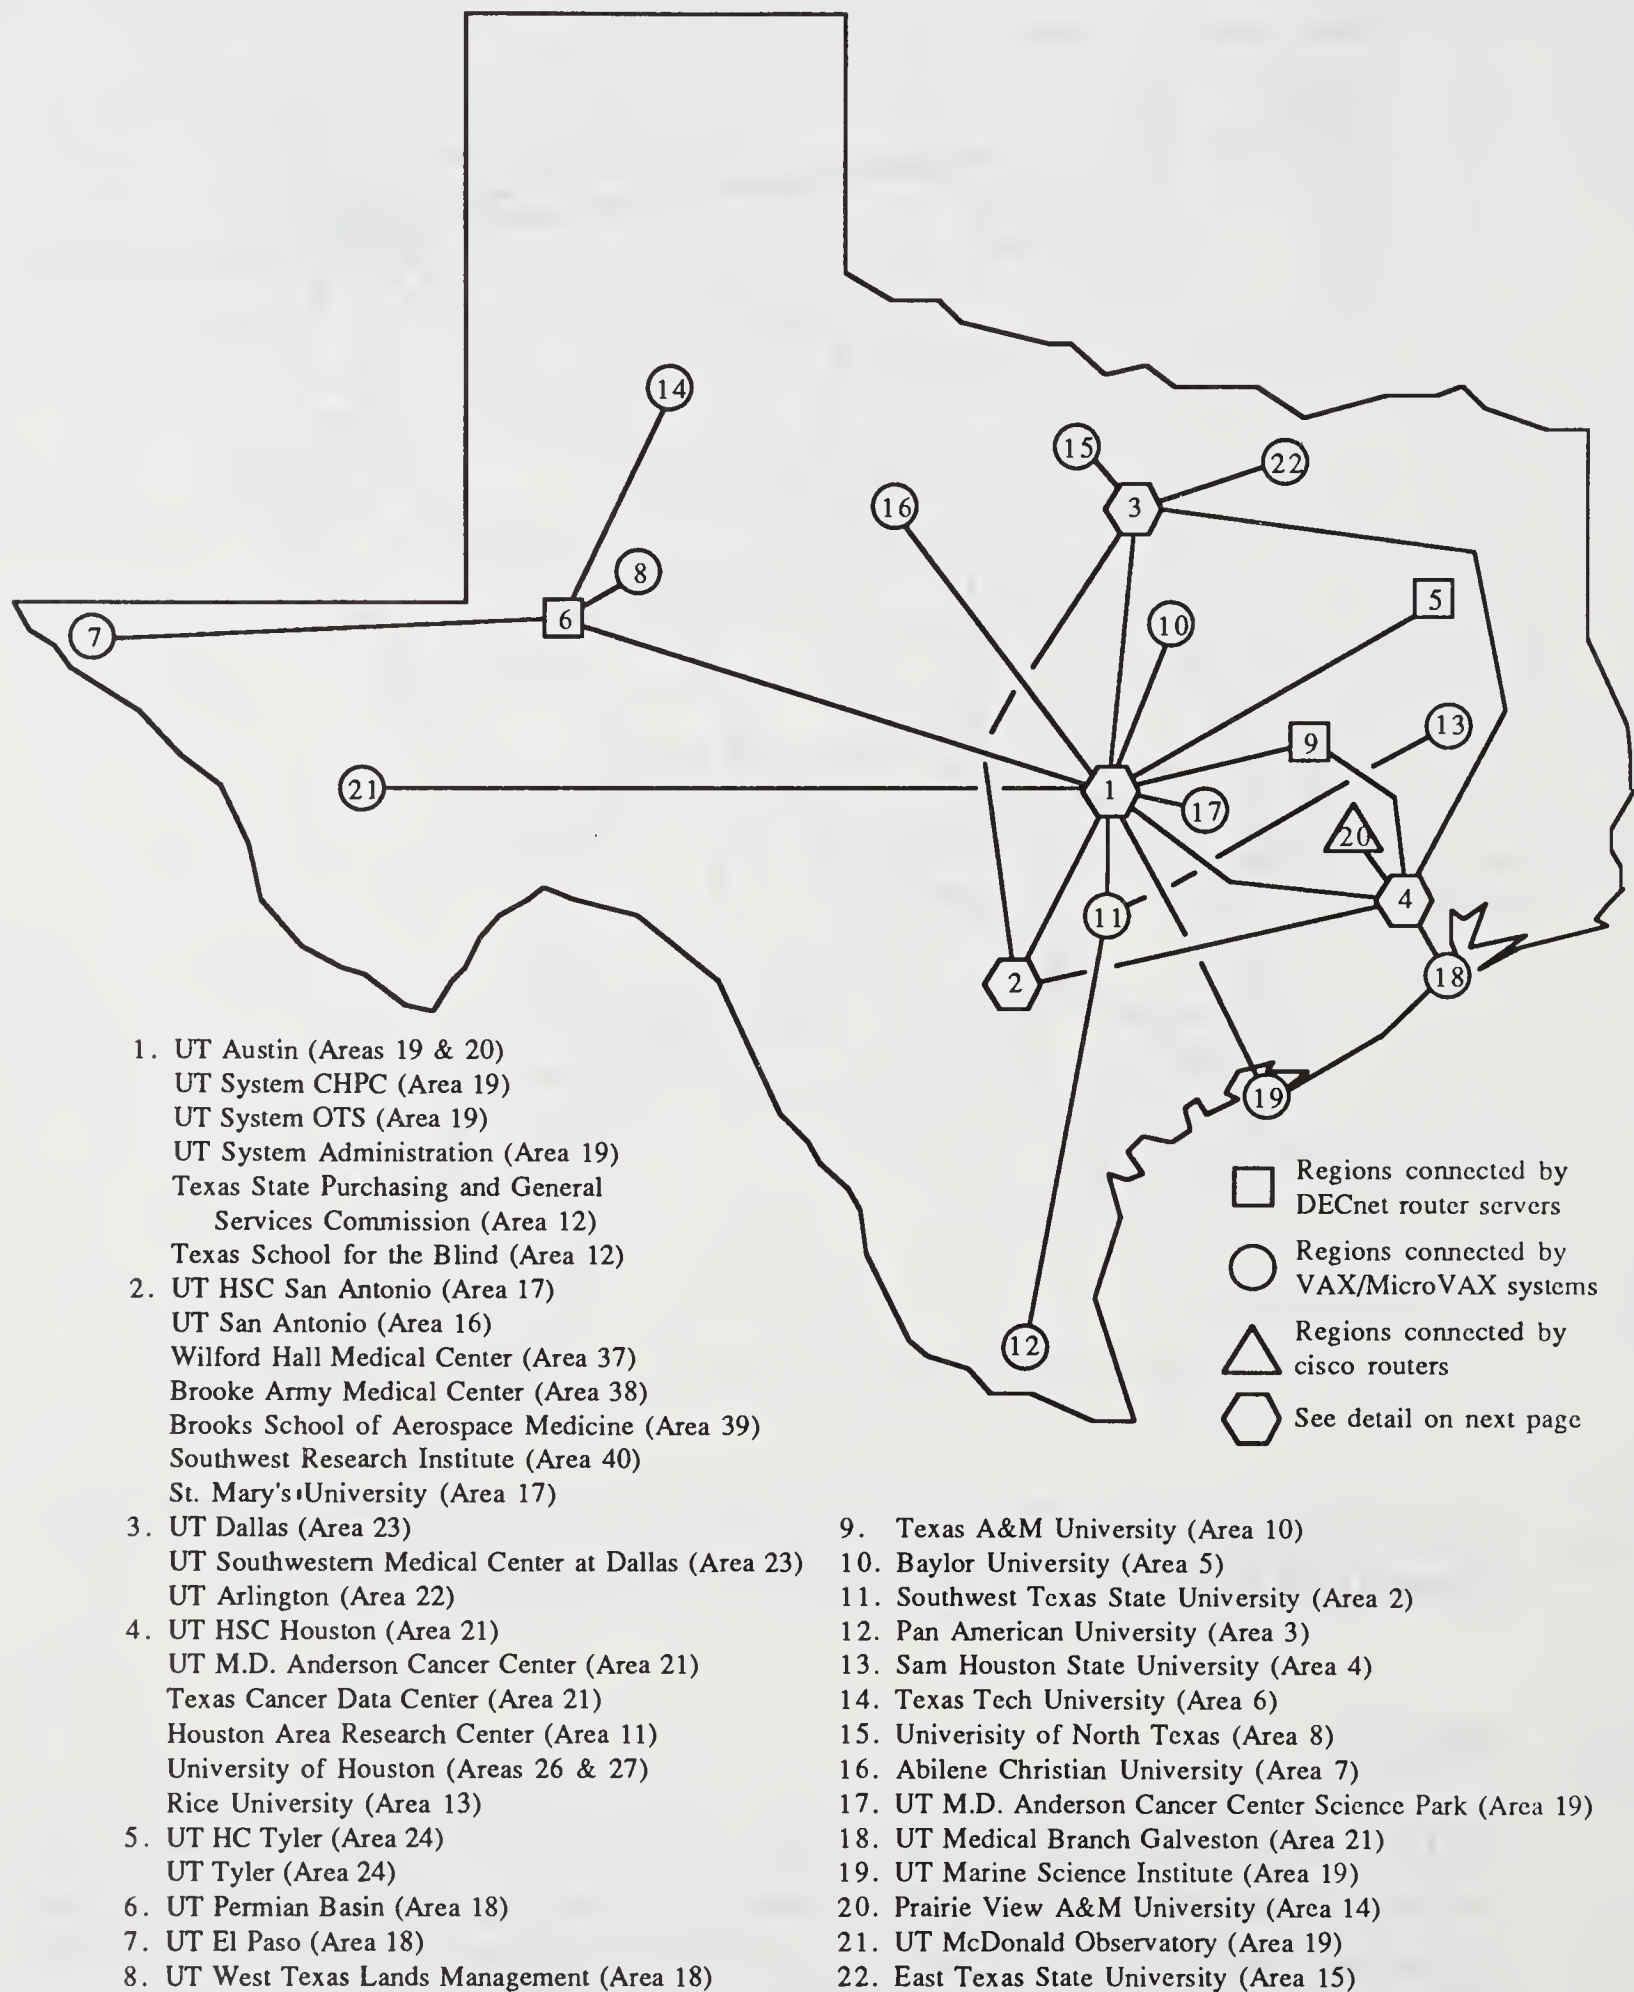 14
15
22
16
3
8
5
6
10
7
13
9
21
1
17
20
4
11
18
2
19
12
1. UT Austin (Areas 19 & 20)
UT System CHPC (Area 19)
UT System OTS (Area 19)
UT System Administration (Area 19)
Texas State Purchasing and General
Services Commission (Area 12)
Texas School for the Blind (Area 12)
2. UT HSC San Antonio (Area 17)
UT San Antonio (Area 16)
Wilford Hall Medical Center (Area 37)
Brooke Army Medical Center (Area 38)
Brooks School of Aerospace Medicine (Area 39)
Southwest Research Institute (Area 40)
St. Mary's University (Area 17)
3. UT Dallas (Area 23)
UT Southwestern Medical Center at Dallas (Area 23)
UT Arlington (Area 22)
4. UT HSC Houston (Area 21)
UT M.D. Anderson Cancer Center (Area 21)
Texas Cancer Data Center (Area 21)
Houston Area Research Center (Area 11)
University of Houston (Areas 26 & 27)
Rice University (Area 13)
5. UT HC Tyler (Area 24)
UT Tyler (Area 24)
6. UT Permian Basin (Area 18)
7. UT El Paso (Area 18)
8. UT West Texas Lands Management (Area 18)
Regions connected by
DECnet router servers
Regions connected by
VAX/MicroVAX systems
Regions connected by
cisco routers
See detail on next page
9. Texas A&M University (Area 10)
10. Baylor University (Area 5)
11. Southwest Texas State University (Area 2)
12. Pan American University (Area 3)
13. Sam Houston State University (Area 4)
14. Texas Tech University (Area 6)
15. Univerisity of North Texas (Area 8)
16. Abilene Christian University (Area 7)
17. UT M.D. Anderson Cancer Center Science Park (Area 19)
18. UT Medical Branch Galveston (Area 21)
19. UT Marine Science Institute (Area 19)
20. Prairie View A&M University (Area 14)
21. UT McDonald Observatory (Area 19)
22. East Texas State University (Area 15)